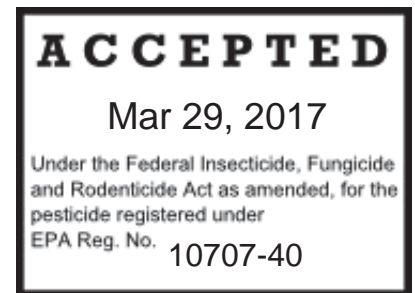 ACCEPTED
Mar 29, 2017
Under the Federal Insecticide, Fungicide
and Rodenticide Act as amended, for the
pesticide registered under
EPA Reg. No. 10707-40